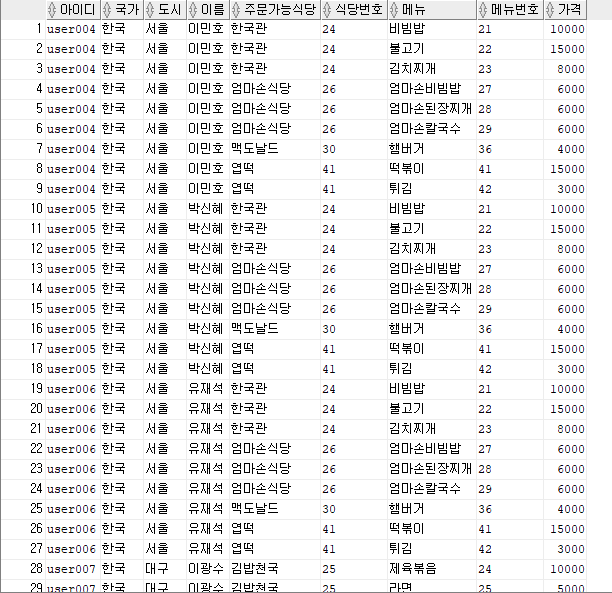 아이디 국가 도시 이름 주문가능식당 식당번호 메뉴 메뉴번호 가격
1 user004 한국 서울 이민호 한국관 24 비빔밥 21 10000
2 user004 한국 서울 이민호 한국관 24 불고기 22 15000
3 user004 한국 서울 이민호 한국관 24 김치찌개 23 8000
4 user004 한국 서울 이민호 엄마손식당 26 엄마손비빔밥 27 6000
5 user004 한국 서울 이민호 엄마손식당 26 엄마손된장찌개 28 6000
6 user004 한국 서울 이민호 엄마손식당 26 엄마손칼국수 29 6000
7 user004 한국 서울 이민호 맥도날드 30 햄버거 36 4000
8 user004 한국 서울 이민호 엽떡 41 떡볶이 41 15000
9 user004 한국 서울 이민호 엽떡 41 튀김 42 3000
10 user005 한국 서울 박신혜 한국관 24 비빔밥 21 10000
11 user005 한국 서울 박신혜 한국관 24 불고기 22 15000
12 user005 한국 서울 박신혜 한국관 24 김치찌개 23 8000
13 user005 한국 서울 박신혜 엄마손식당 26 엄마손비빔밥 27 6000
14 user005 한국 서울 박신혜 엄마손식당 26 엄마손된장찌개 28 6000
15 user005 한국 서울 박신혜 엄마손식당 26 엄마손칼국수 29 6000
16 user005 한국 서울 박신혜 맥도날드 30 햄버거 36 4000
17 user005 한국 서울 박신혜 엽떡 41 떡볶이 41 15000
18 user005 한국 서울 박신혜 엽떡 41 튀김 42 3000
19 user006 한국 서울 유재석 한국관 24 비빔밥 21 10000
20 user006 한국 서울 유재석 한국관 24 불고기 22 15000
21 user006 한국 서울 유재석 한국관 24 김치찌개 23 8000
22 user006 한국 서울 유재석 엄마손식당 26 엄마손비빔밥 27 6000
23 user006 한국 서울 유재석 엄마손식당 26 엄마손된장찌개 28 6000
24 user006 한국 서울 유재석 엄마손식당 26 엄마손칼국수 29 6000
25 user006 한국 서울 유재석 맥도날드 30 햄버거 36 4000
26 user006 한국 서울 유재석 엽떡 41 떡볶이 41 15000
27 user006 한국 서울 유재석 엽떡 41 튀김 42 3000
28 user007 한국 대구 이광수 김밥천국 25 제육볶음 24 10000
29 user007 한국 대구 이광수 김밥천국 25 라면 25 5000